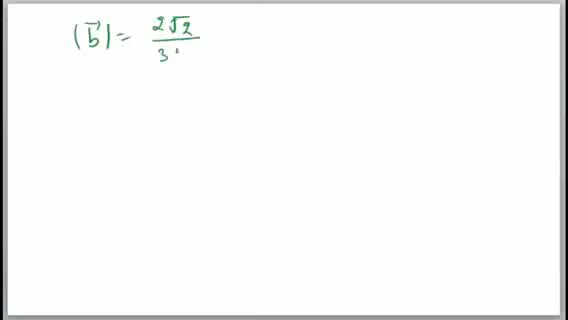 |b⃗| = 2√2/3